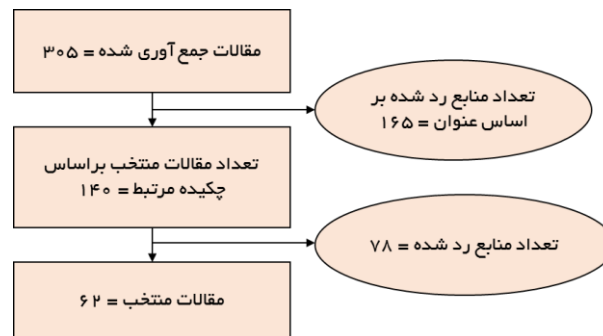 مقالات جمع آوری شده = ۳۰۵
تعداد منابع رد شده بر
اساس عنوان = ۱۶۵
تعداد مقالات منتخب براساس
چکیده مرتبط = ۱۴۰
تعداد منابع رد شده = ۷۸
مقالات منتخب = ۶۲